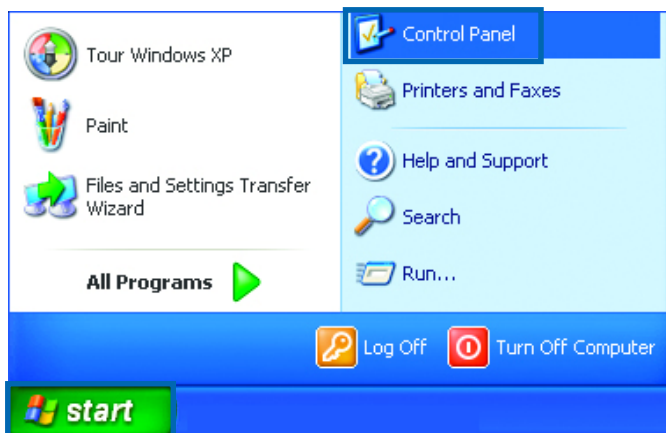 Tour Windows XP
Paint
Files and Settings Transfer
Wizard
All Programs
Control Panel
Printers and Faxes
Help and Support
Search
Run...
Log Off
Turn Off Computer
start